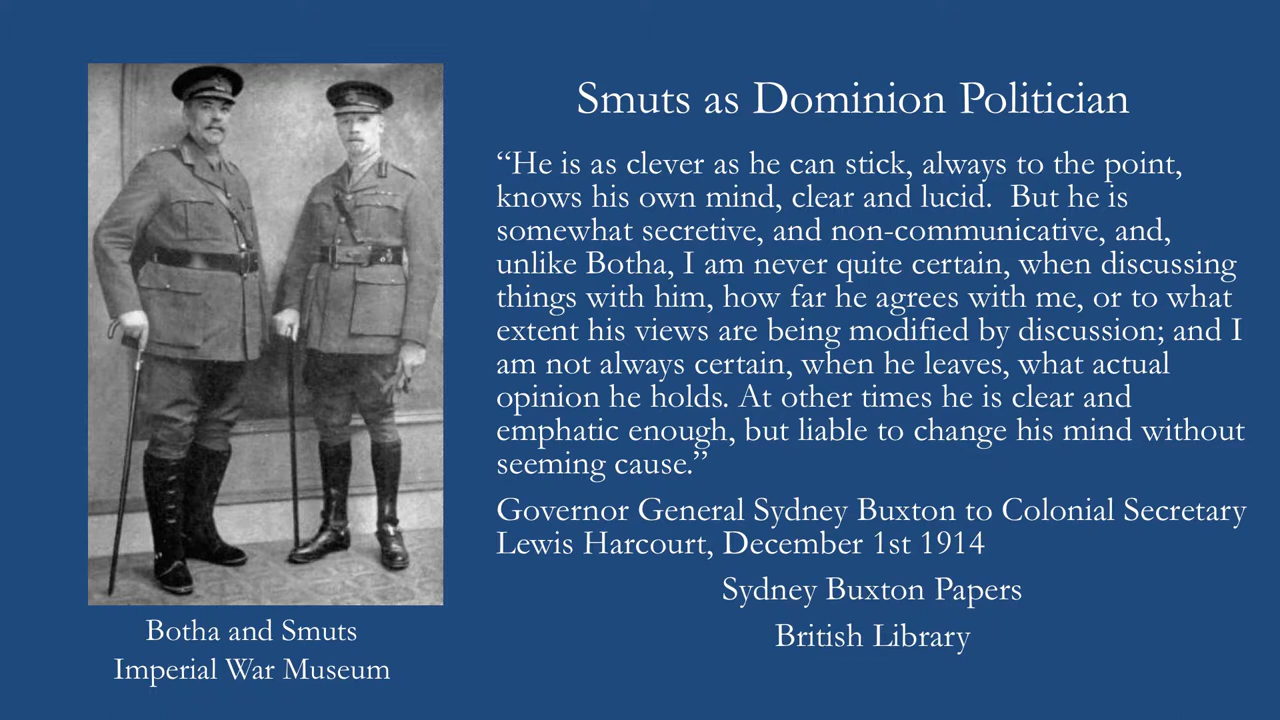 Smuts as Dominion Politician
“He is as clever as he can stick, always to the point,
knows his own mind, clear and lucid.  But he is
somewhat secretive, and non-communicative, and,
unlike Botha, I am never quite certain, when discussing
things with him, how far he agrees with me, or to what
extent his views are being modified by discussion; and I
am not always certain, when he leaves, what actual
opinion he holds. At other times he is clear and
emphatic enough, but liable to change his mind without
seeming cause.”
Governor General Sydney Buxton to Colonial Secretary
Lewis Harcourt, December 1st 1914
Sydney Buxton Papers
British Library
Botha and Smuts
Imperial War Museum